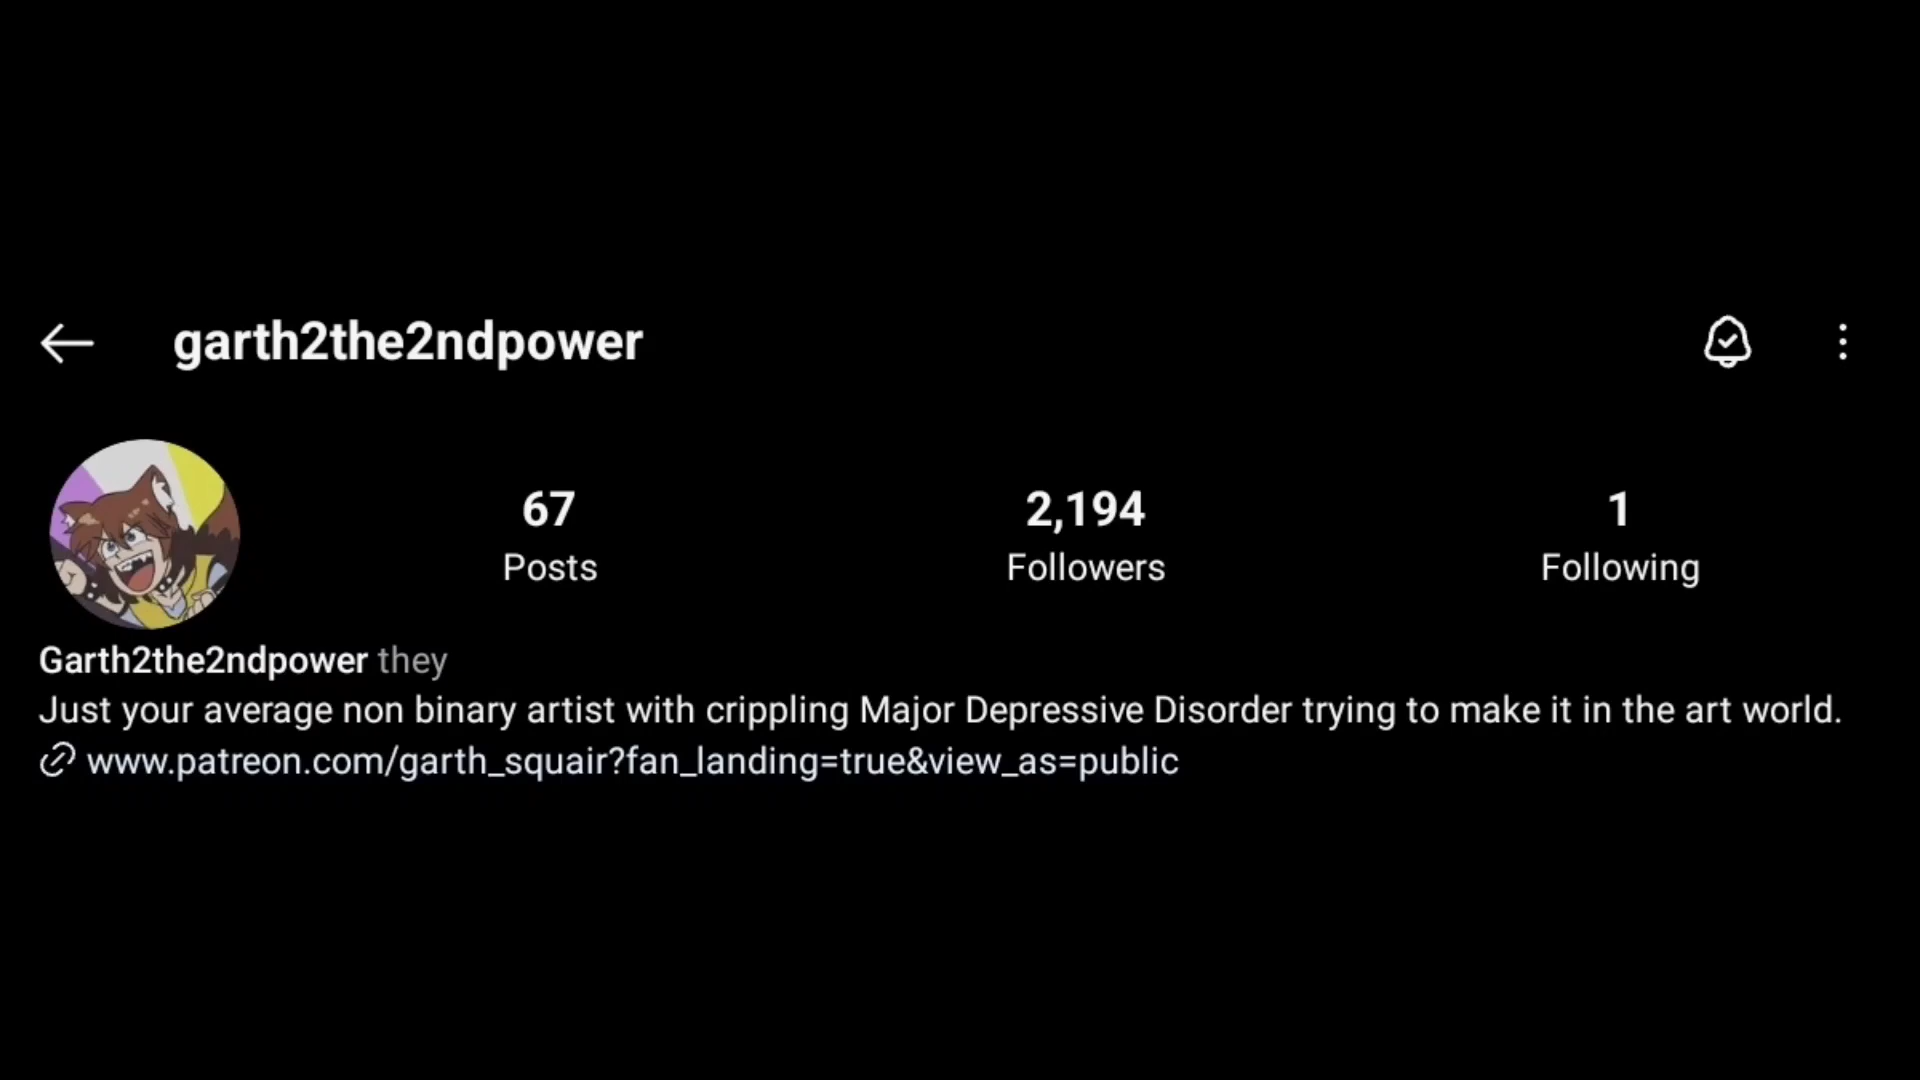 garth2the2ndpower
67
Posts
2,194
Followers
1
Following
Garth2the2ndpower they
Just your average non binary artist with crippling Major Depressive Disorder trying to make it in the art world.
www.patreon.com/garth_squair?fan_landing=true&view_as=public